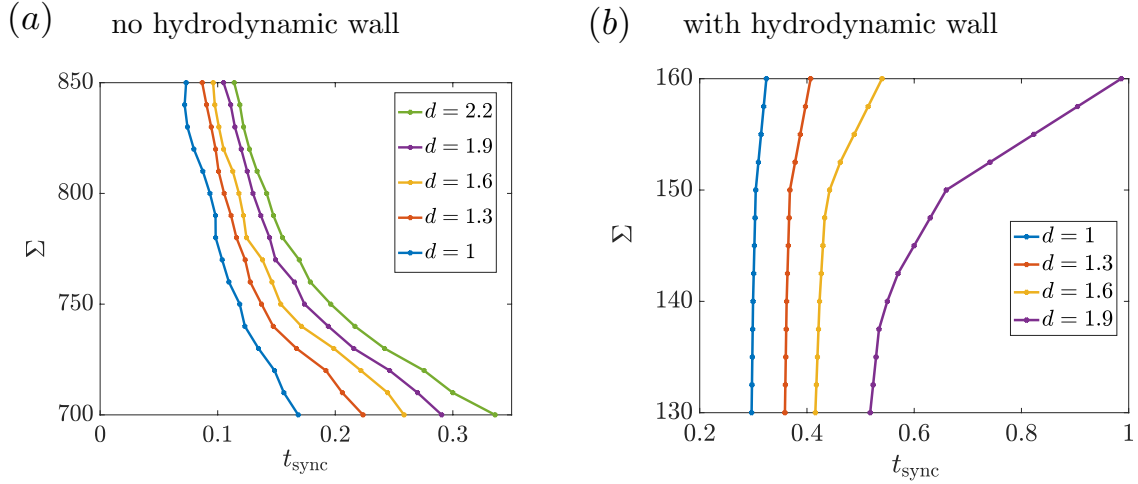 (a) no hydrodynamic wall
850
800
750
700
Σ
0
0.1
0.2
0.3
t_sync
d = 2.2
d = 1.9
d = 1.6
d = 1.3
d = 1
(b) with hydrodynamic wall
160
150
140
130
Σ
0.2
0.4
0.6
0.8
1
t_sync
d = 1
d = 1.3
d = 1.6
d = 1.9